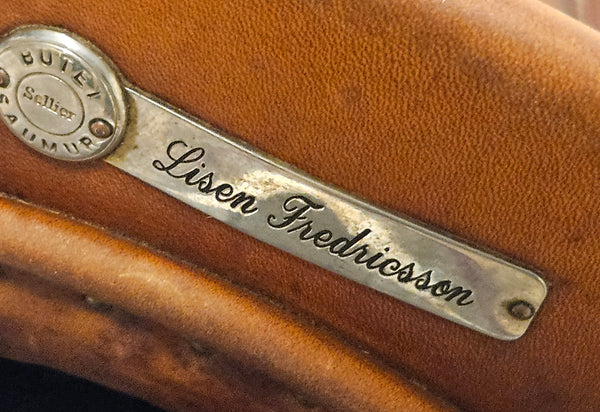 BUTET
Sellier
SAUMUR
Lisen Fredricsson